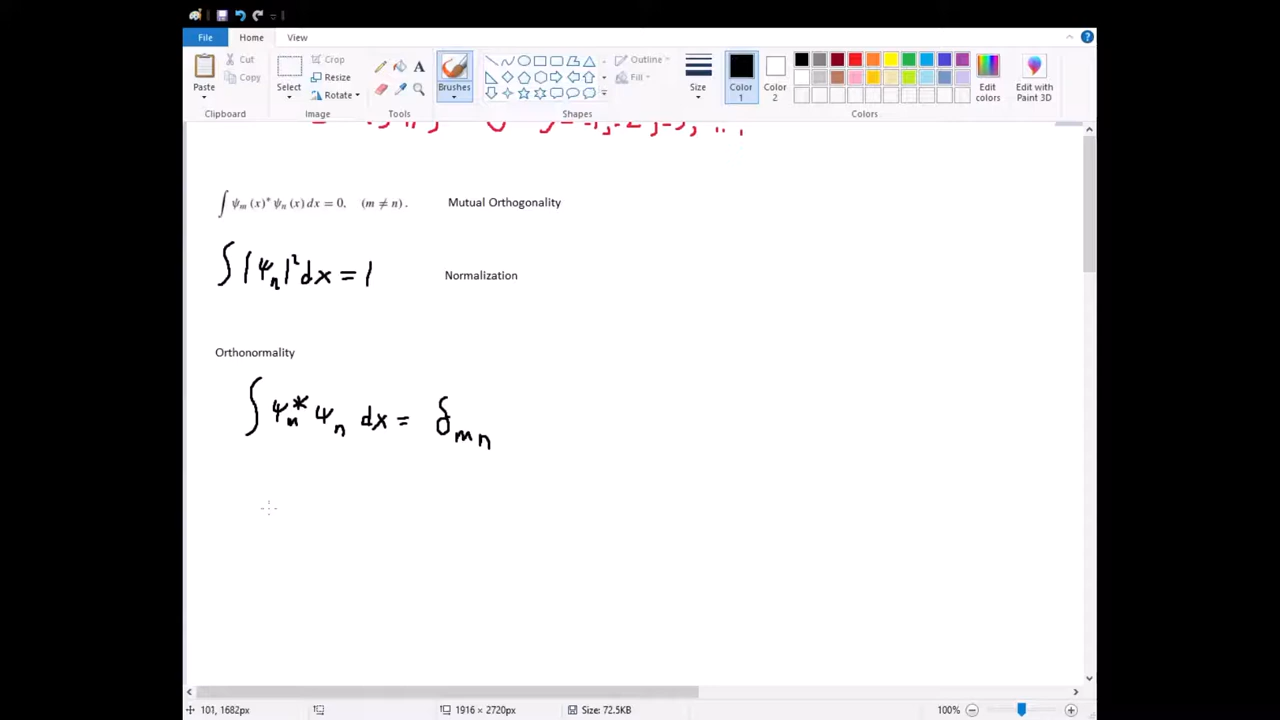 File Home View
Paste Cut Copy Clipboard
Select Crop Resize Rotate Image
A Tools
Brushes
Outline Fill Shapes
Size
Color 1 Color 2 Edit colors Colors
Edit with Paint 3D
∫ ψm (x)* ψn (x) dx = 0, (m ≠ n). Mutual Orthogonality
∫ |ψn|² dx = 1 Normalization
Orthonormality
∫ ψm* ψn dx = δmn
101, 1682px 1916 × 2720px Size: 72.5KB 100%